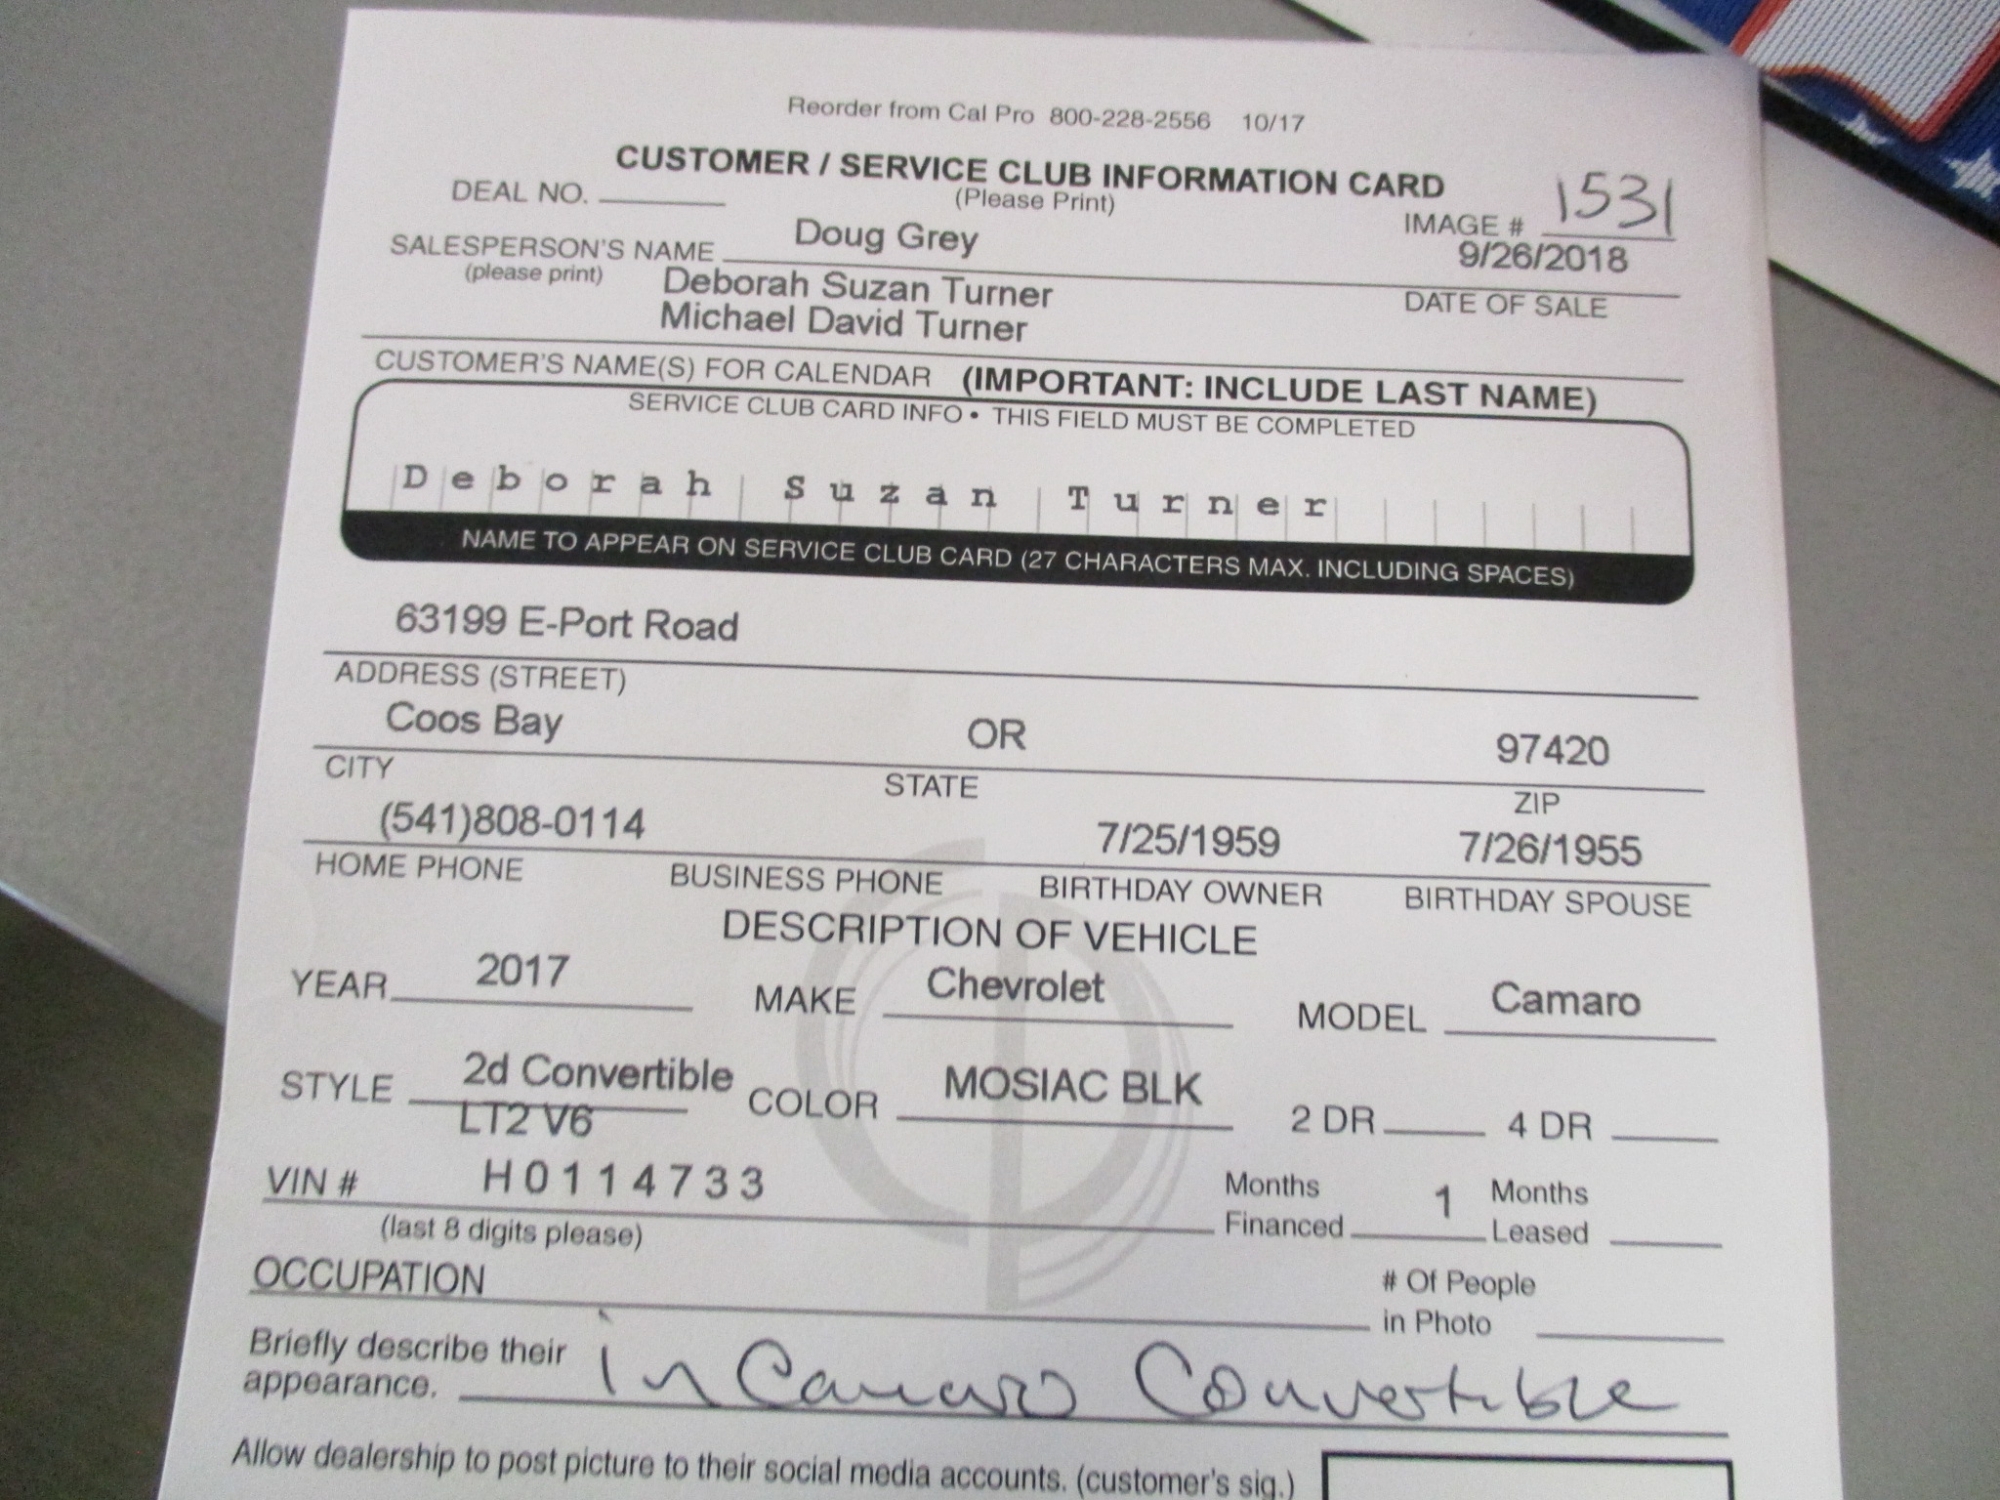 Reorder from Cal Pro 800-228-2556 10/17
CUSTOMER / SERVICE CLUB INFORMATION CARD
(Please Print)
DEAL NO.
IMAGE # 1531
SALESPERSON'S NAME Doug Grey
(please print)
9/26/2018
DATE OF SALE
Deborah Suzan Turner
Michael David Turner
CUSTOMER'S NAME(S) FOR CALENDAR (IMPORTANT: INCLUDE LAST NAME)
SERVICE CLUB CARD INFO • THIS FIELD MUST BE COMPLETED
Deborah Suzan Turner
NAME TO APPEAR ON SERVICE CLUB CARD (27 CHARACTERS MAX. INCLUDING SPACES)
63199 E-Port Road
ADDRESS (STREET)
Coos Bay OR 97420
CITY STATE ZIP
(541)808-0114 7/25/1959 7/26/1955
HOME PHONE BUSINESS PHONE BIRTHDAY OWNER BIRTHDAY SPOUSE
DESCRIPTION OF VEHICLE
YEAR 2017 MAKE Chevrolet MODEL Camaro
STYLE 2d Convertible COLOR MOSIAC BLK 2 DR 4 DR
LT2 V6
VIN # H0114733
(last 8 digits please)
Months Financed 1 Months Leased
OCCUPATION
# Of People
in Photo
Briefly describe their
appearance. in Camaro Convertible
Allow dealership to post picture to their social media accounts. (customer's sig.)